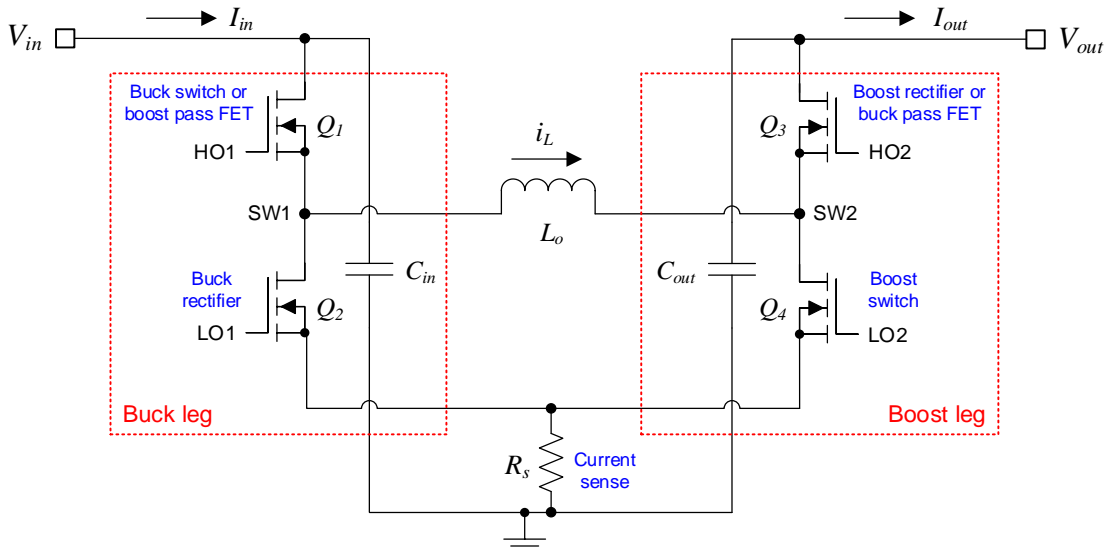 I_in
I_out
V_in
V_out
Buck switch or
boost pass FET
Boost rectifier or
buck pass FET
Q_1
i_L
Q_3
HO1
HO2
SW1
SW2
L_o
Buck
rectifier
C_in
C_out
Boost
switch
Q_2
Q_4
LO1
LO2
Buck leg
Boost leg
R_s
Current
sense